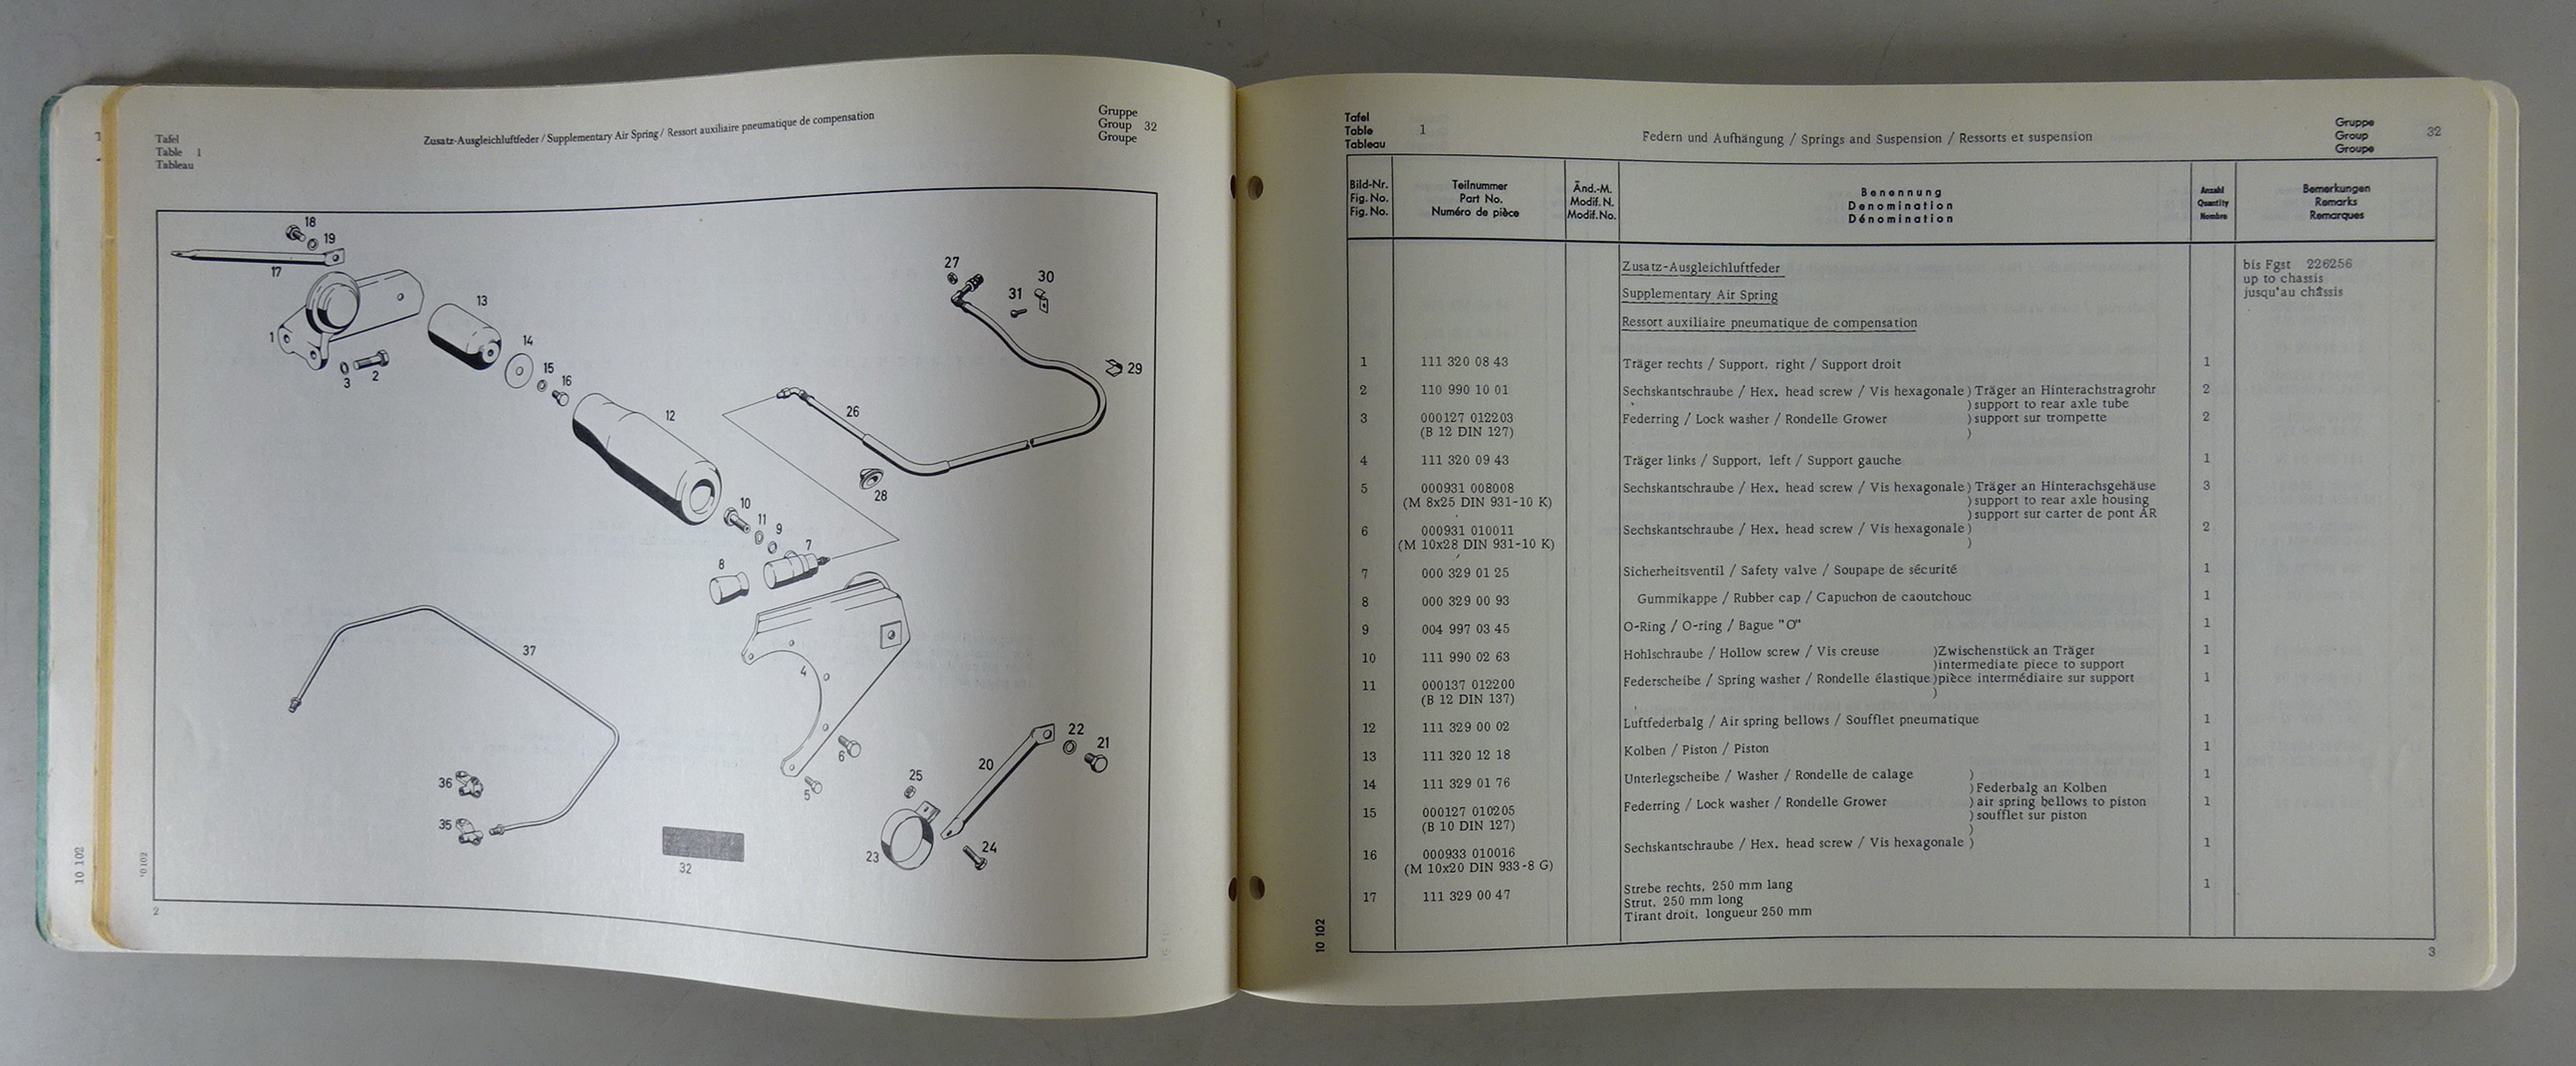 Tafel
Table 1
Tableau
Zusatz-Ausgleichluftfeder / Supplementary Air Spring / Ressort auxiliaire pneumatique de compensation
Gruppe
Group 32
Groupe
18
19
17
1
3
2
13
14
15
16
12
10
11
9
7
8
27
30
31
29
26
28
4
6
5
37
36
35
32
20
22
21
25
23
24
10 102
10 102
2
Tafel
Table 1
Tableau
Federn und Aufhängung / Springs and Suspension / Ressorts et suspension
Gruppe
Group 32
Groupe
Bild-Nr. Teilnummer Änd.-M. Benennung Anzahl Bemerkungen
Fig. No. Part No. Modif. N. Denomination Quantity Remarks
Fig. No. Numéro de pièce Modif. No. Dénomination Nombre Remarques
Zusatz-Ausgleichluftfeder bis Fgst 226256
up to chassis
Supplementary Air Spring jusqu'au châssis
Ressort auxiliaire pneumatique de compensation
1 111 320 08 43 Träger rechts / Support, right / Support droit 1
2 110 990 10 01 Sechskantschraube / Hex. head screw / Vis hexagonale ) Träger an Hinterachstragrohr 2
) support to rear axle tube
3 000127 012203 Federring / Lock washer / Rondelle Grower ) support sur trompette 2
(B 12 DIN 127) )
4 111 320 09 43 Träger links / Support, left / Support gauche 1
5 000931 008008 Sechskantschraube / Hex. head screw / Vis hexagonale ) Träger an Hinterachsgehäuse 3
(M 8x25 DIN 931-10 K) ) support to rear axle housing
) support sur carter de pont AR
6 000931 010011 Sechskantschraube / Hex. head screw / Vis hexagonale ) 2
(M 10x28 DIN 931-10 K) )
7 000 329 01 25 Sicherheitsventil / Safety valve / Soupape de sécurité 1
8 000 329 00 93 Gummikappe / Rubber cap / Capuchon de caoutchouc 1
9 004 997 03 45 O-Ring / O-ring / Bague "O" 1
10 111 990 02 63 Hohlschraube / Hollow screw / Vis creuse )Zwischenstück an Träger 1
)intermediate piece to support
11 000137 012200 Federscheibe / Spring washer / Rondelle élastique )pièce intermédiaire sur support 1
(B 12 DIN 137) )
12 111 329 00 02 Luftfederbalg / Air spring bellows / Soufflet pneumatique 1
13 111 320 12 18 Kolben / Piston / Piston 1
14 111 329 01 76 Unterlegscheibe / Washer / Rondelle de calage ) 1
) Federbalg an Kolben
15 000127 010205 Federring / Lock washer / Rondelle Grower ) air spring bellows to piston 1
(B 10 DIN 127) ) soufflet sur piston
)
16 000933 010016 Sechskantschraube / Hex. head screw / Vis hexagonale ) 1
(M 10x20 DIN 933-8 G)
17 111 329 00 47 Strebe rechts, 250 mm lang 1
Strut, 250 mm long
Tirant droit, longueur 250 mm
10 102
3